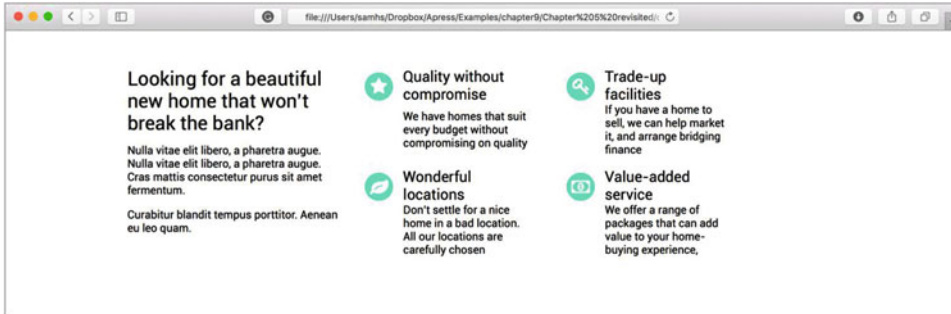 file:///Users/samhs/Dropbox/Apress/Examples/chapter9/Chapter%205%20revisited/
Looking for a beautiful
new home that won't
break the bank?
Nulla vitae elit libero, a pharetra augue.
Nulla vitae elit libero, a pharetra augue.
Cras mattis consectetur purus sit amet
fermentum.
Curabitur blandit tempus porttitor. Aenean
eu leo quam.
Quality without
compromise
We have homes that suit
every budget without
compromising on quality
Trade-up
facilities
If you have a home to
sell, we can help market
it, and arrange bridging
finance
Wonderful
locations
Don't settle for a nice
home in a bad location.
All our locations are
carefully chosen
Value-added
service
We offer a range of
packages that can add
value to your home-
buying experience,